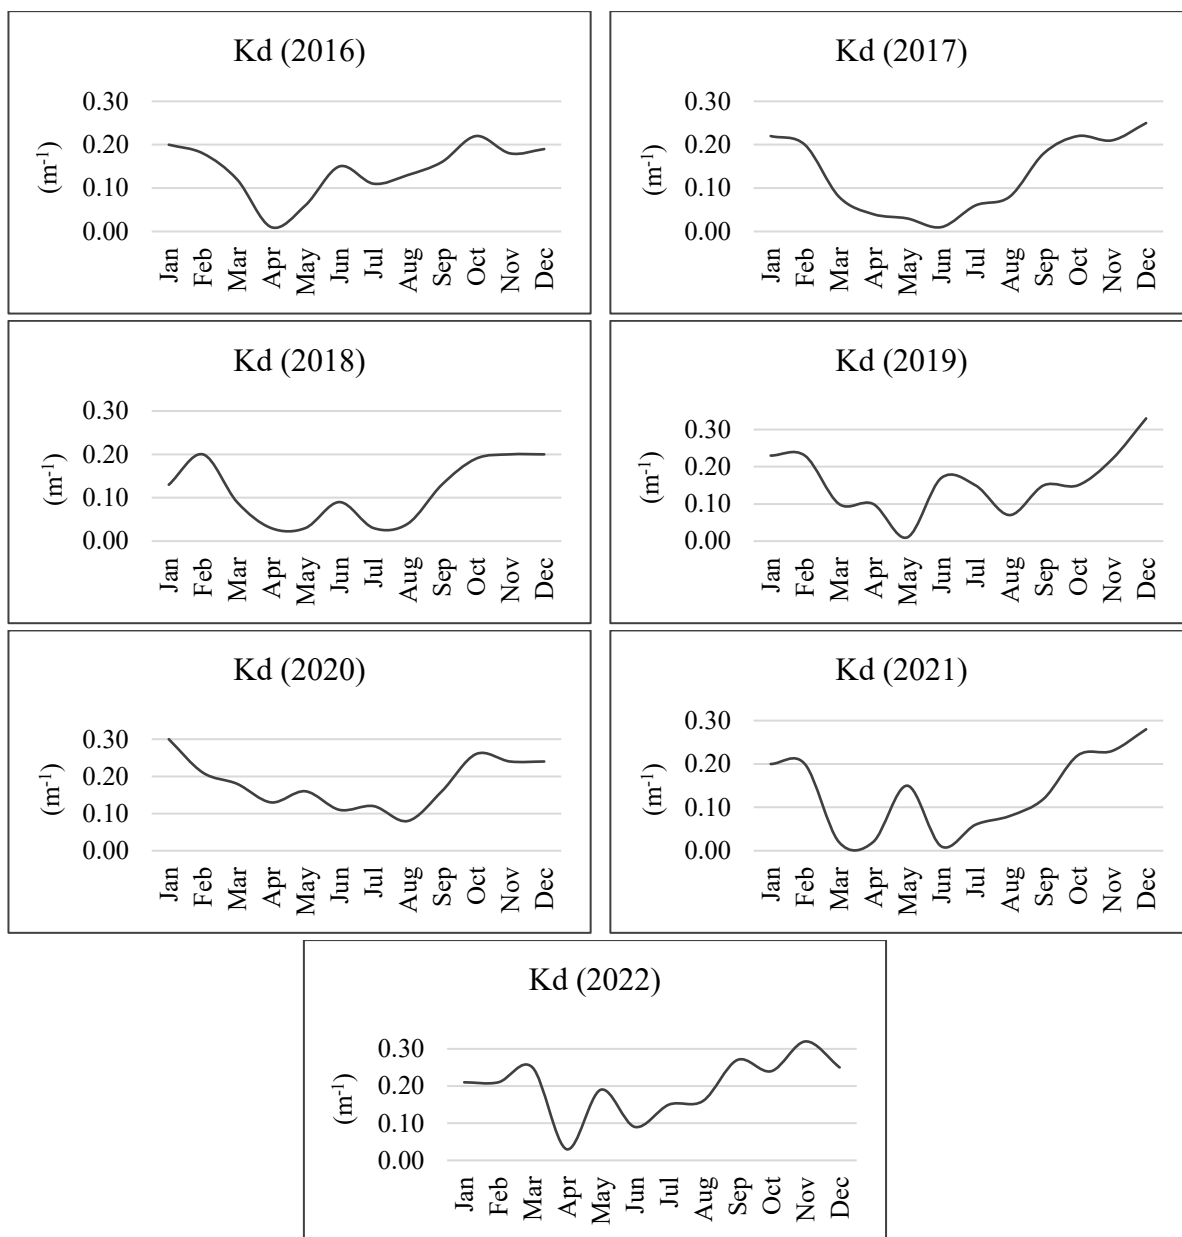 Kd (2016)
0.30
0.20
0.10
0.00
(m-1)
Jan Feb Mar Apr May Jun Jul Aug Sep Oct Nov Dec
Kd (2017)
0.30
0.20
0.10
0.00
(m-1)
Jan Feb Mar Apr May Jun Jul Aug Sep Oct Nov Dec
Kd (2018)
0.30
0.20
0.10
0.00
(m-1)
Jan Feb Mar Apr May Jun Jul Aug Sep Oct Nov Dec
Kd (2019)
0.30
0.20
0.10
0.00
(m-1)
Jan Feb Mar Apr May Jun Jul Aug Sep Oct Nov Dec
Kd (2020)
0.30
0.20
0.10
0.00
(m-1)
Jan Feb Mar Apr May Jun Jul Aug Sep Oct Nov Dec
Kd (2021)
0.30
0.20
0.10
0.00
(m-1)
Jan Feb Mar Apr May Jun Jul Aug Sep Oct Nov Dec
Kd (2022)
0.30
0.20
0.10
0.00
(m-1)
Jan Feb Mar Apr May Jun Jul Aug Sep Oct Nov Dec